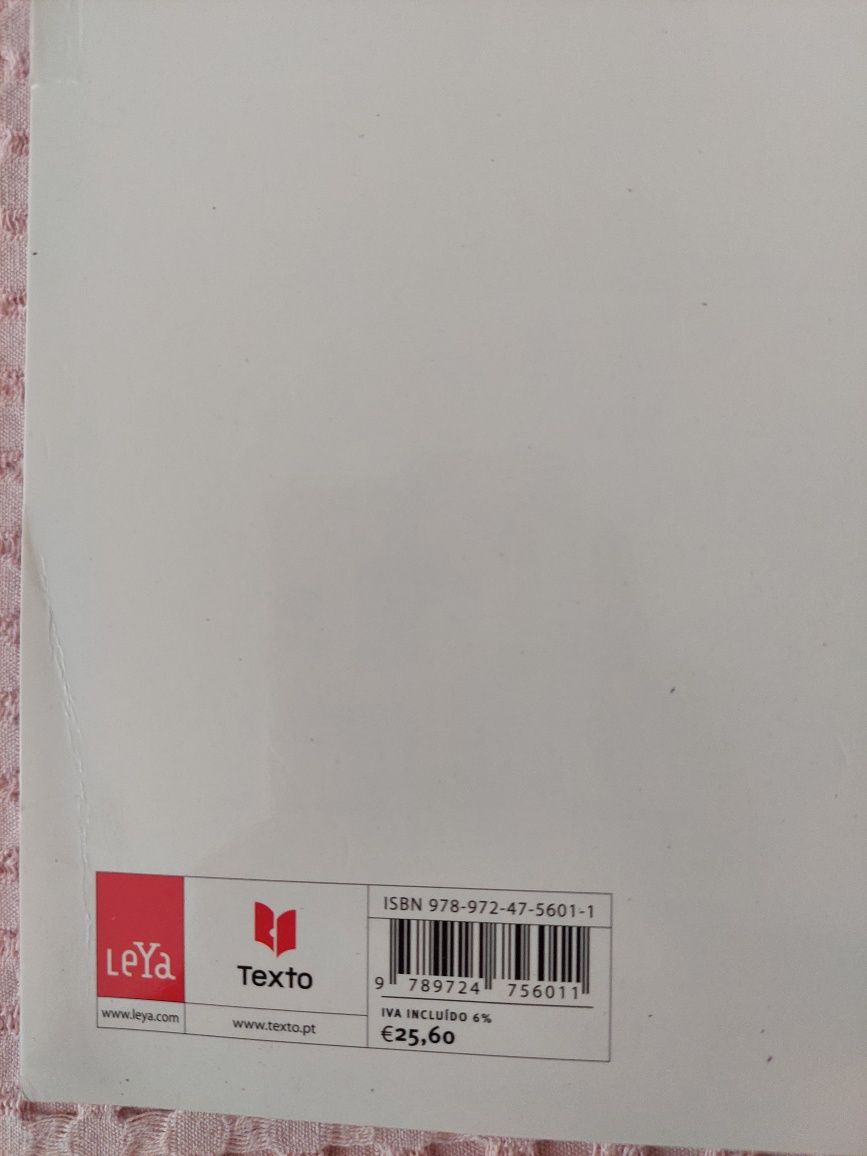 LeYa
www.leya.com
Texto
www.texto.pt
ISBN 978-972-47-5601-1
9 789724 756011
IVA INCLUÍDO 6%
€25,60